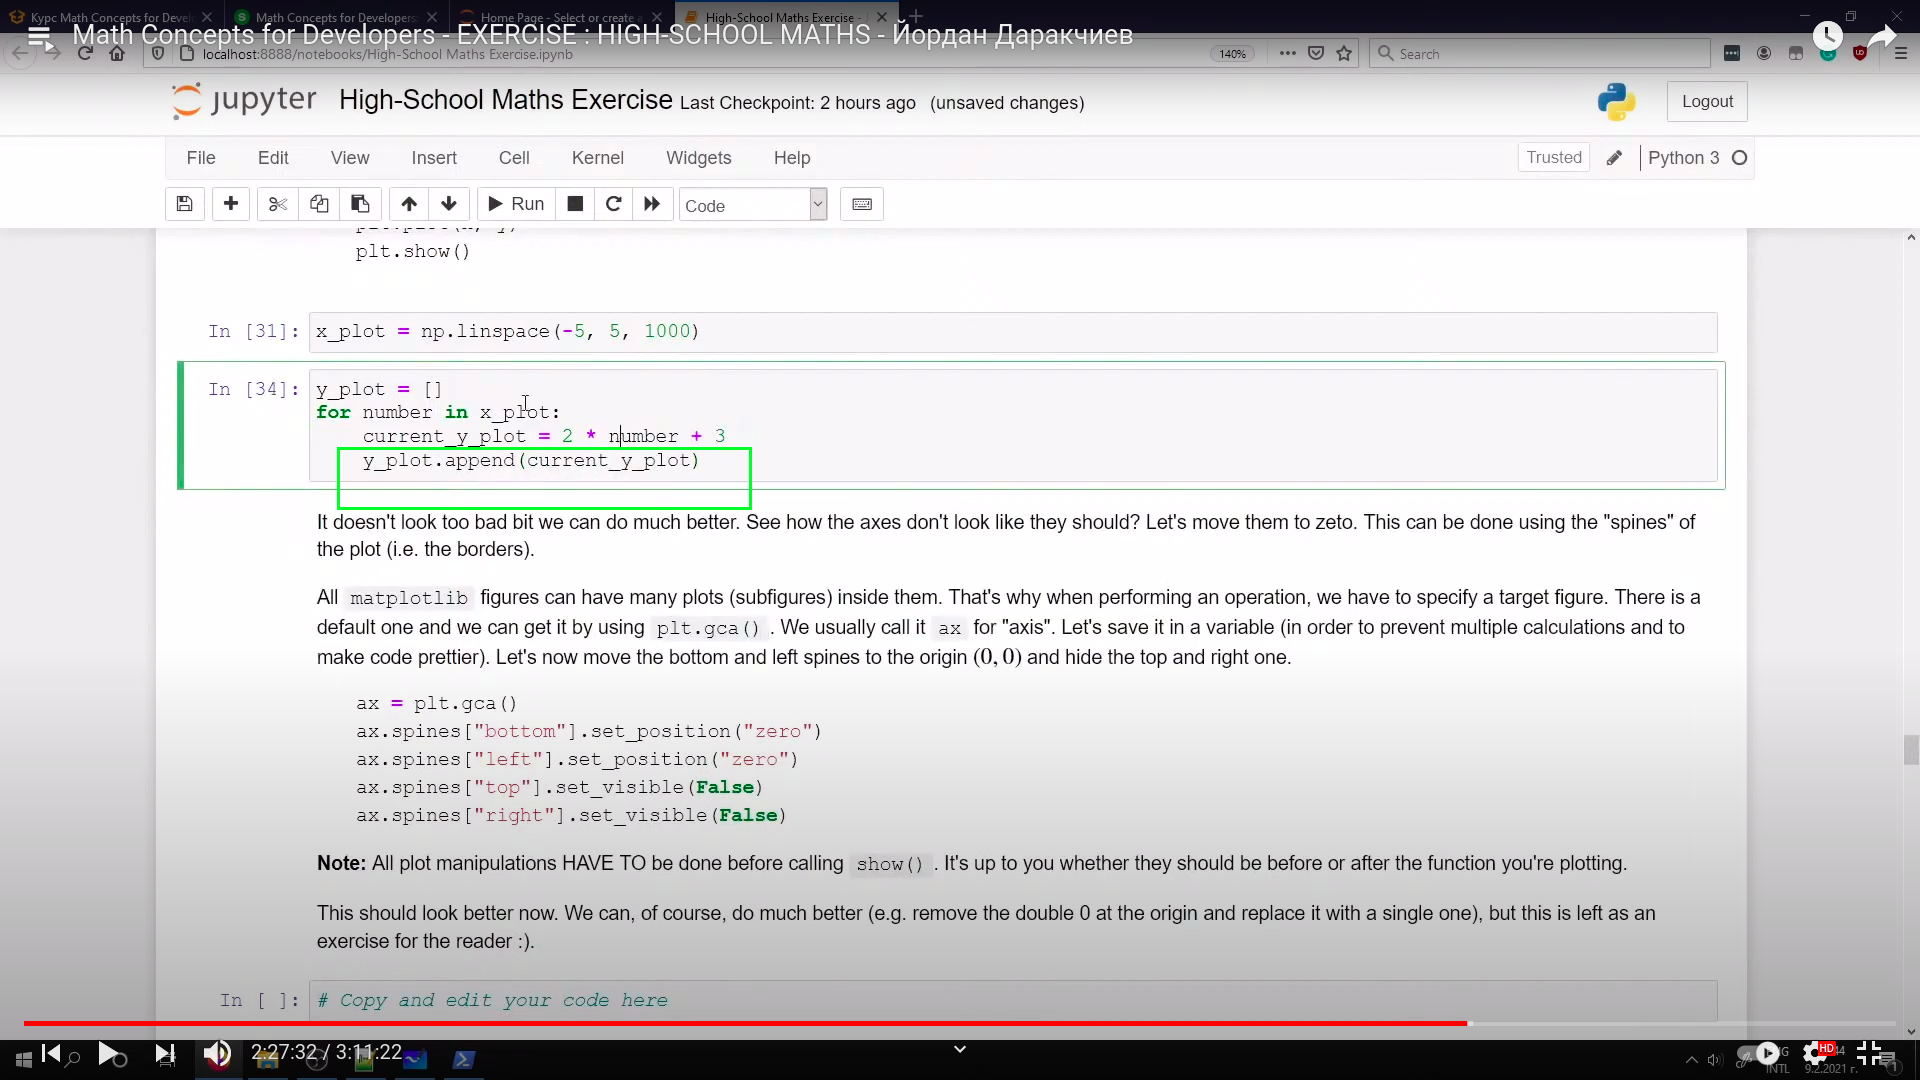 Курс Math Concepts for Devel
Math Concepts for Developers
Home Page - Select or create a
High-School Maths Exercise -
Math Concepts for Developers - EXERCISE : HIGH-SCHOOL MATHS - Йордан Даракчиев
localhost:8888/notebooks/High-School Maths Exercise.ipynb
140%
Search
jupyter High-School Maths Exercise Last Checkpoint: 2 hours ago (unsaved changes)
Logout
File Edit View Insert Cell Kernel Widgets Help
Trusted
Python 3
Run
Code
plt.show()
In [31]: x_plot = np.linspace(-5, 5, 1000)
In [34]: y_plot = []
for number in x_plot:
current_y_plot = 2 * number + 3
y_plot.append(current_y_plot)
It doesn't look too bad bit we can do much better. See how the axes don't look like they should? Let's move them to zeto. This can be done using the "spines" of
the plot (i.e. the borders).
All matplotlib figures can have many plots (subfigures) inside them. That's why when performing an operation, we have to specify a target figure. There is a
default one and we can get it by using plt.gca() . We usually call it ax for "axis". Let's save it in a variable (in order to prevent multiple calculations and to
make code prettier). Let's now move the bottom and left spines to the origin (0, 0) and hide the top and right one.
ax = plt.gca()
ax.spines["bottom"].set_position("zero")
ax.spines["left"].set_position("zero")
ax.spines["top"].set_visible(False)
ax.spines["right"].set_visible(False)
Note: All plot manipulations HAVE TO be done before calling show() . It's up to you whether they should be before or after the function you're plotting.
This should look better now. We can, of course, do much better (e.g. remove the double 0 at the origin and replace it with a single one), but this is left as an
exercise for the reader :).
In [ ]: # Copy and edit your code here
2:27:32 / 3:11:22
HD
INTL
9.2.2021 г.